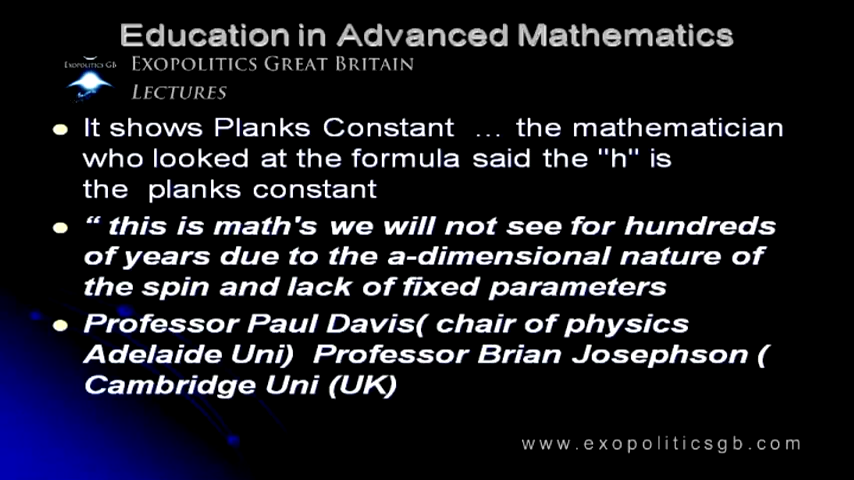 Education in Advanced Mathematics
EXOPOLITICS GB
EXOPOLITICS GREAT BRITAIN
LECTURES
It shows Planks Constant ... the mathematician
who looked at the formula said the "h" is
the planks constant
“ this is math's we will not see for hundreds
of years due to the a-dimensional nature of
the spin and lack of fixed parameters
Professor Paul Davis( chair of physics
Adelaide Uni) Professor Brian Josephson (
Cambridge Uni (UK)
www.exopoliticsgb.com